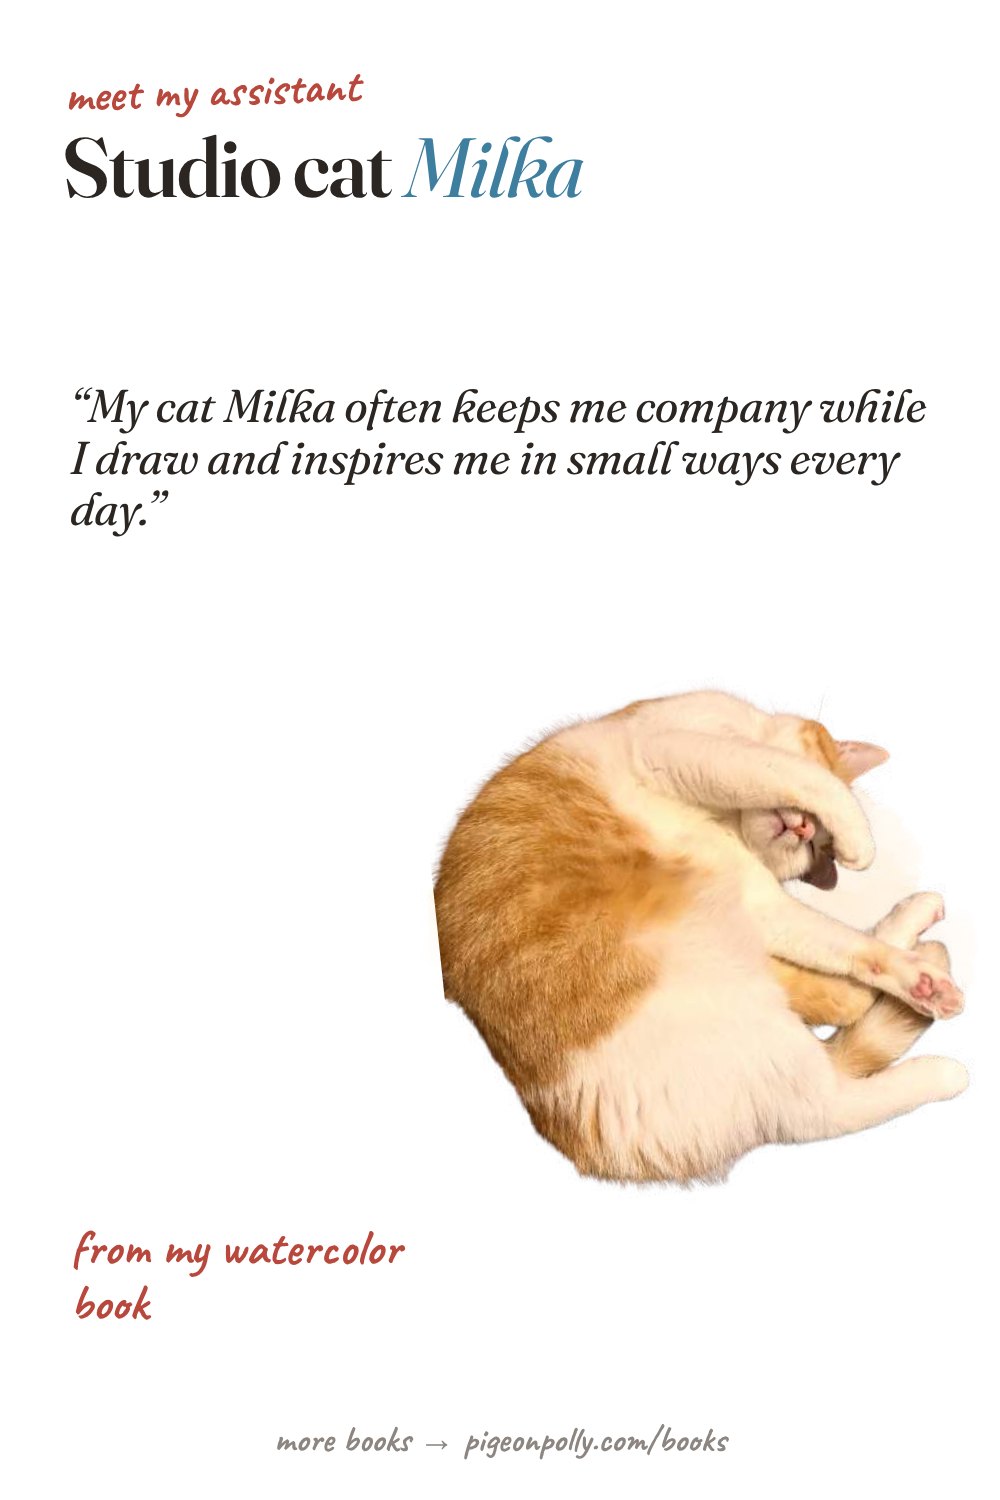 meet my assistant
Studio cat Milka
“My cat Milka often keeps me company while
I draw and inspires me in small ways every
day.”
from my watercolor
book
more books → pigeonpolly.com/books